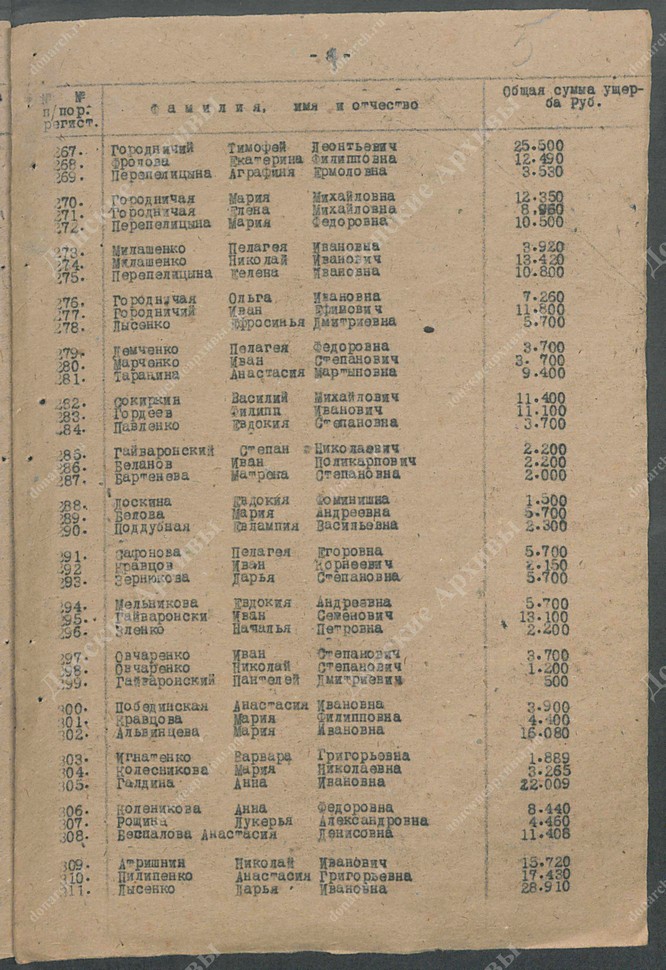 - 8 -
5
№ №
п/пор.
регист.
Фамилия, имя и отчество
Общая сумма ущерба Руб.
267. Городничий Тимофей Леонтьевич 25.500
268. Фролова Екатерина Филипповна 12.490
269. Перепелицына Аграфиня Ермоловна 3.530
270. Городничая Мария Михайловна 12.350
271. Городничая Елена Михайловна 8.960
272. Перепелицына Мария Федоровна 10.500
273. Милашенко Пелагея Ивановна 3.920
274. Милашенко Николай Иванович 13.420
275. Перепелицына Елена Ивановна 10.800
276. Городничая Ольга Ивановна 7.260
277. Городничий Иван Ефимович 11.800
278. Лысенко Ефросинья Дмитриевна 5.700
279. Демченко Пелагея Федоровна 3.700
280. Марченко Иван Степанович 3. 700
281. Таранина Анастасия Мартыновна 9.400
282. Сокиркин Василий Михайлович 11.400
283. Гордеев Филипп Иванович 11.100
284. Павленко Евдокия Степановна 3.700
285. Гайваронский Степан Николаевич 2.200
286. Беланов Иван Поликарпович 2.200
287. Бартенева Матрена Степановна 2.000
288. Лоскина Евдокия Фоминишна 1.500
289. Белова Мария Андреевна 5.700
290. Поддубная Евлампия Васильевна 2.300
291. Сафонова Пелагея Егоровна 5.700
292 Кравцов Иван Корнеевич 2.150
293. Зернюкова Дарья Степановна 5.700
294. Мельникова Евдокия Андреевна 5.700
295. Гайваронски Иван Семенович 13.100
296. Еленко Началья Петровна 2.200
297. Овчаренко Иван Степанович 3.700
298. Овчаренко Николай Степанович 1.200
299. Гайваронский Пантелей Дмитриевич 500
300. Побединская Анастасия Ивановна 3.900
301. Кравцова Мария Филипповна 4.400
302. Альвинцева Мария Ивановна 16.080
303. Игнатенко Варвара Григорьевна 1.889
304. Колесникова Мария Николаевна 3.265
305. Галдина Анна Ивановна 22.009
306. Коленикова Анна Федоровна 8.440
307. Рощина Лукерья Александровна 4.460
308. Беспалова Анастасия Денисовна 11.408
309. Атришнин Николай Иванович 15.720
310. Пилипенко Анастасия Григорьевна 17.430
311. Лысенко Дарья Ивановна 28.910